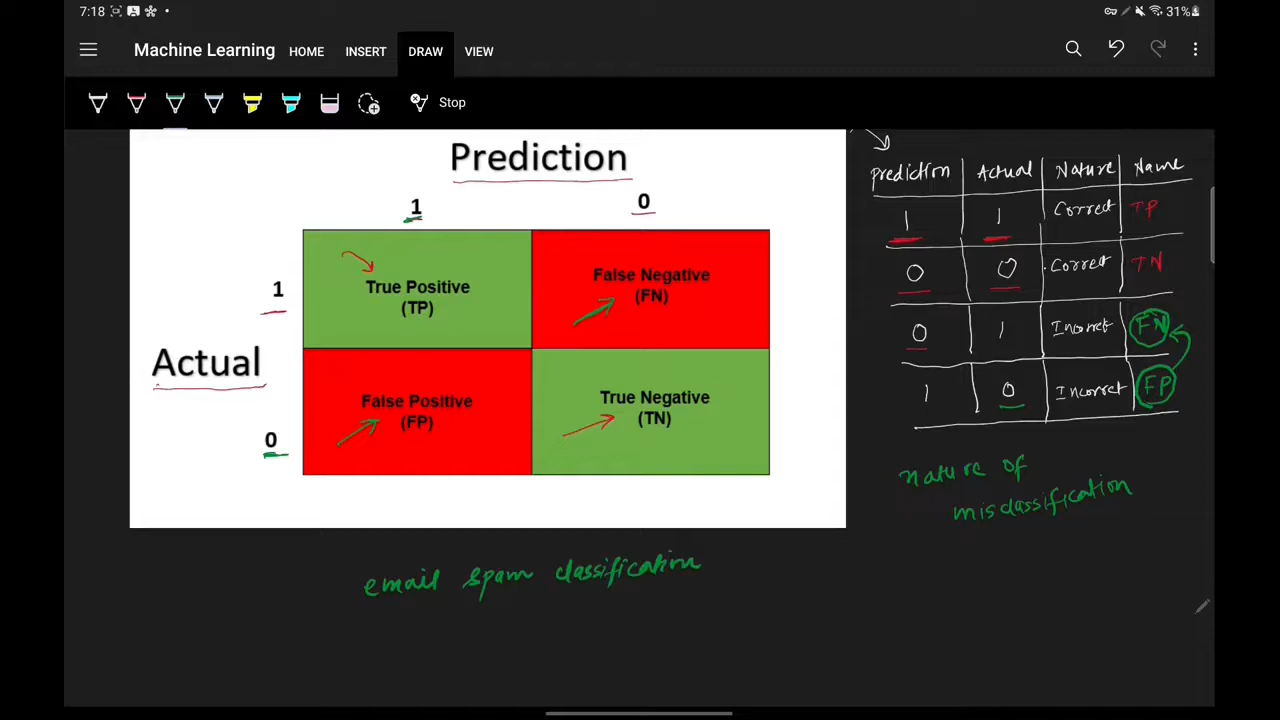 7:18 31%
Machine Learning HOME INSERT DRAW VIEW
Stop
Prediction
1 0
1
True Positive
(TP)
False Negative
(FN)
Actual
0
False Positive
(FP)
True Negative
(TN)
Prediction Actual Nature Name
1 1 Correct TP
0 0 Correct TN
0 1 Incorret FN
1 0 Incorrect FP
nature of
misclassification
email spam classification